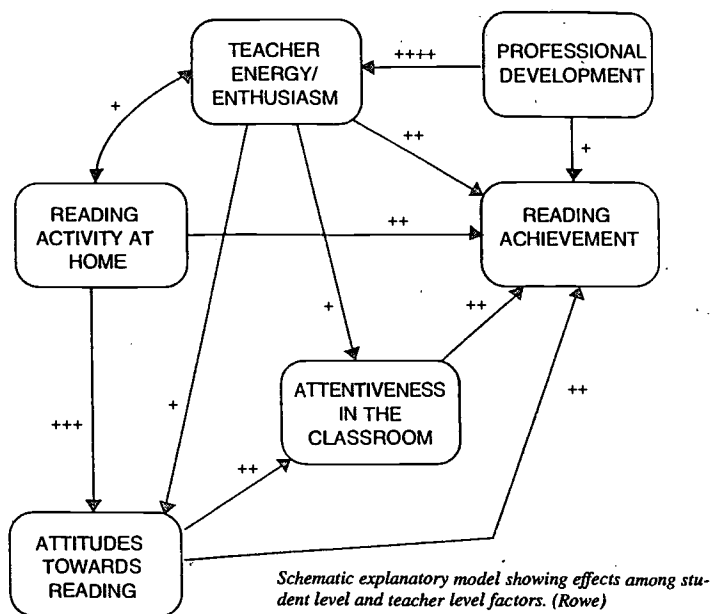 TEACHER
ENERGY/
ENTHUSIASM
++++
PROFESSIONAL
DEVELOPMENT
+
++
+
READING
ACTIVITY AT
HOME
++
READING
ACHIEVEMENT
+
++
ATTENTIVENESS
IN THE
CLASSROOM
++
+++
+
++
ATTITUDES
TOWARDS
READING
Schematic explanatory model showing effects among stu-
dent level and teacher level factors. (Rowe)